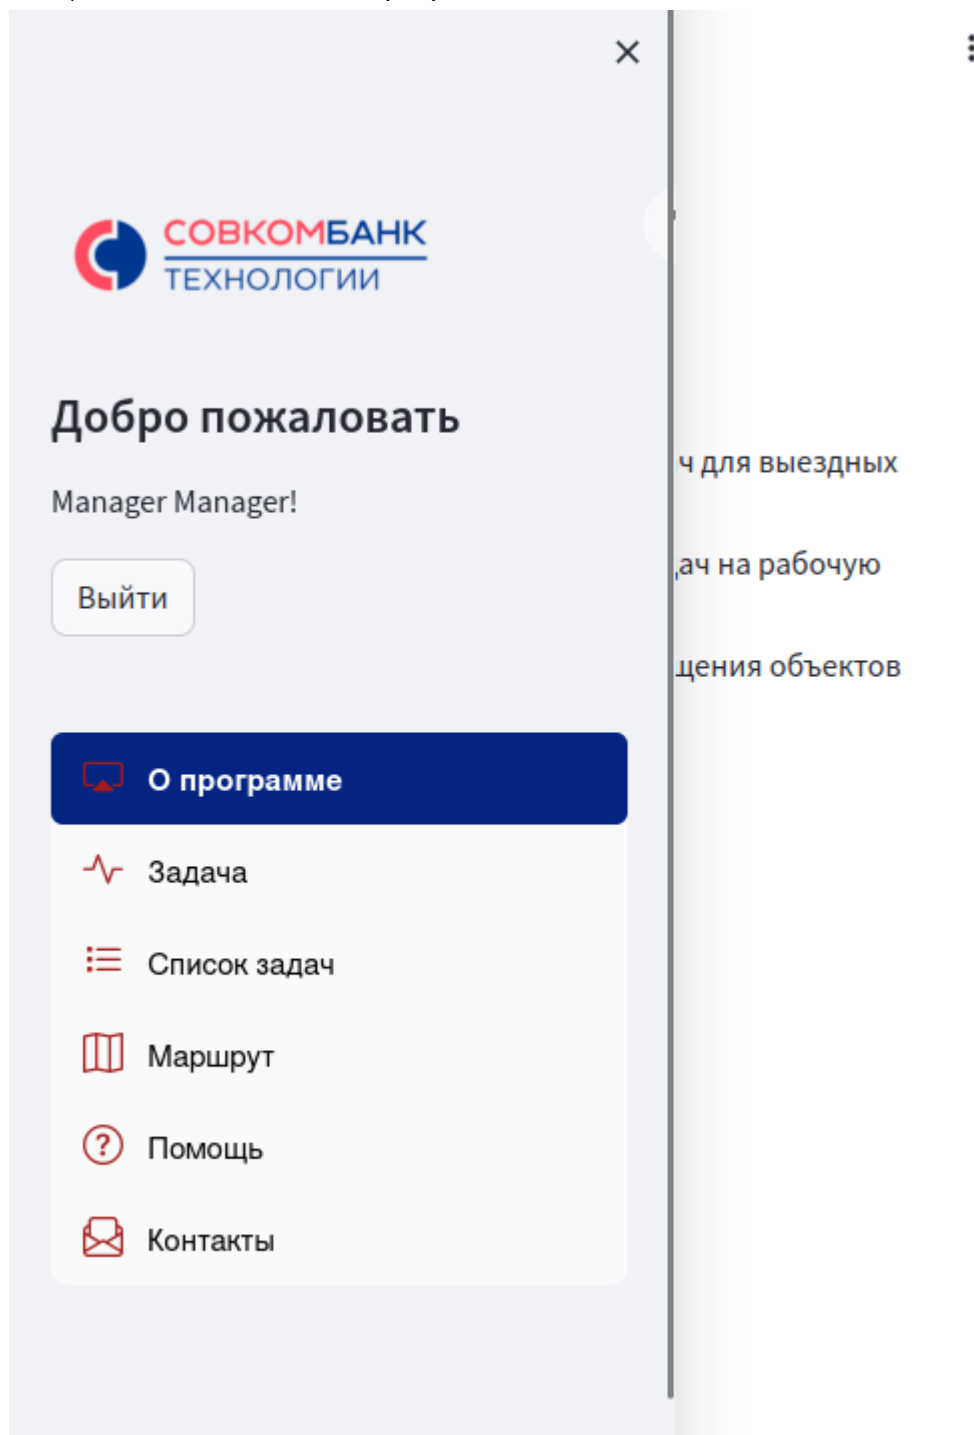 СОВКОМБАНК
ТЕХНОЛОГИИ
Добро пожаловать
Manager Manager!
Выйти
О программе
Задача
Список задач
Маршрут
Помощь
Контакты
ч для выездных
ач на рабочую
щения объектов